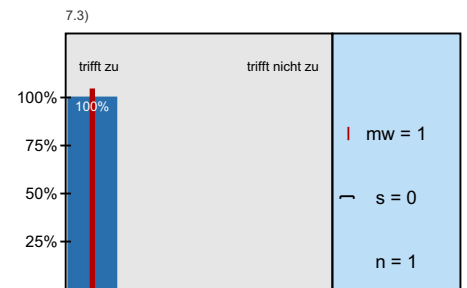 7.3)
trifft zu
trifft nicht zu
100%
100%
mw = 1
75%
50%
s = 0
25%
n = 1